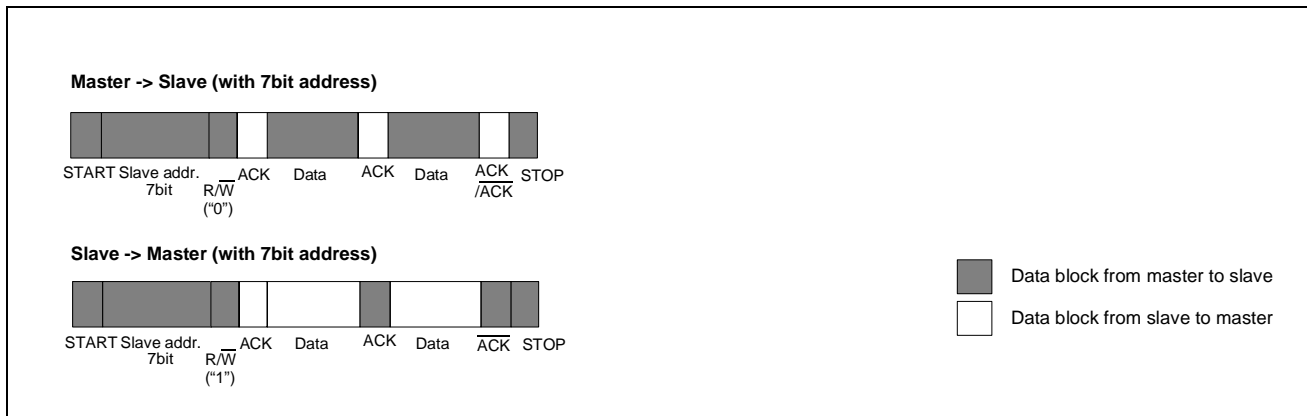 Master -> Slave (with 7bit address)
START Slave addr. 7bit R/W̅ (“0”) ACK Data ACK Data ACK /A̅C̅K̅ STOP
Slave -> Master (with 7bit address)
START Slave addr. 7bit R/W̅ (“1”) ACK Data ACK Data A̅C̅K̅ STOP
Data block from master to slave
Data block from slave to master